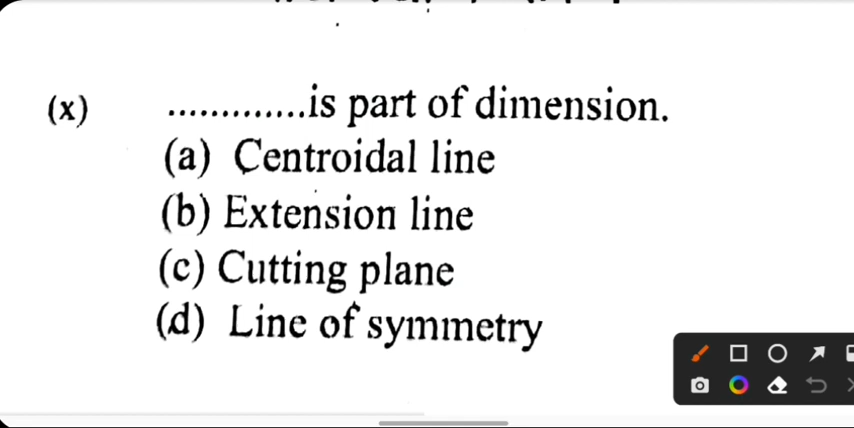 (x) .............is part of dimension.
(a) Centroidal line
(b) Extension line
(c) Cutting plane
(d) Line of symmetry